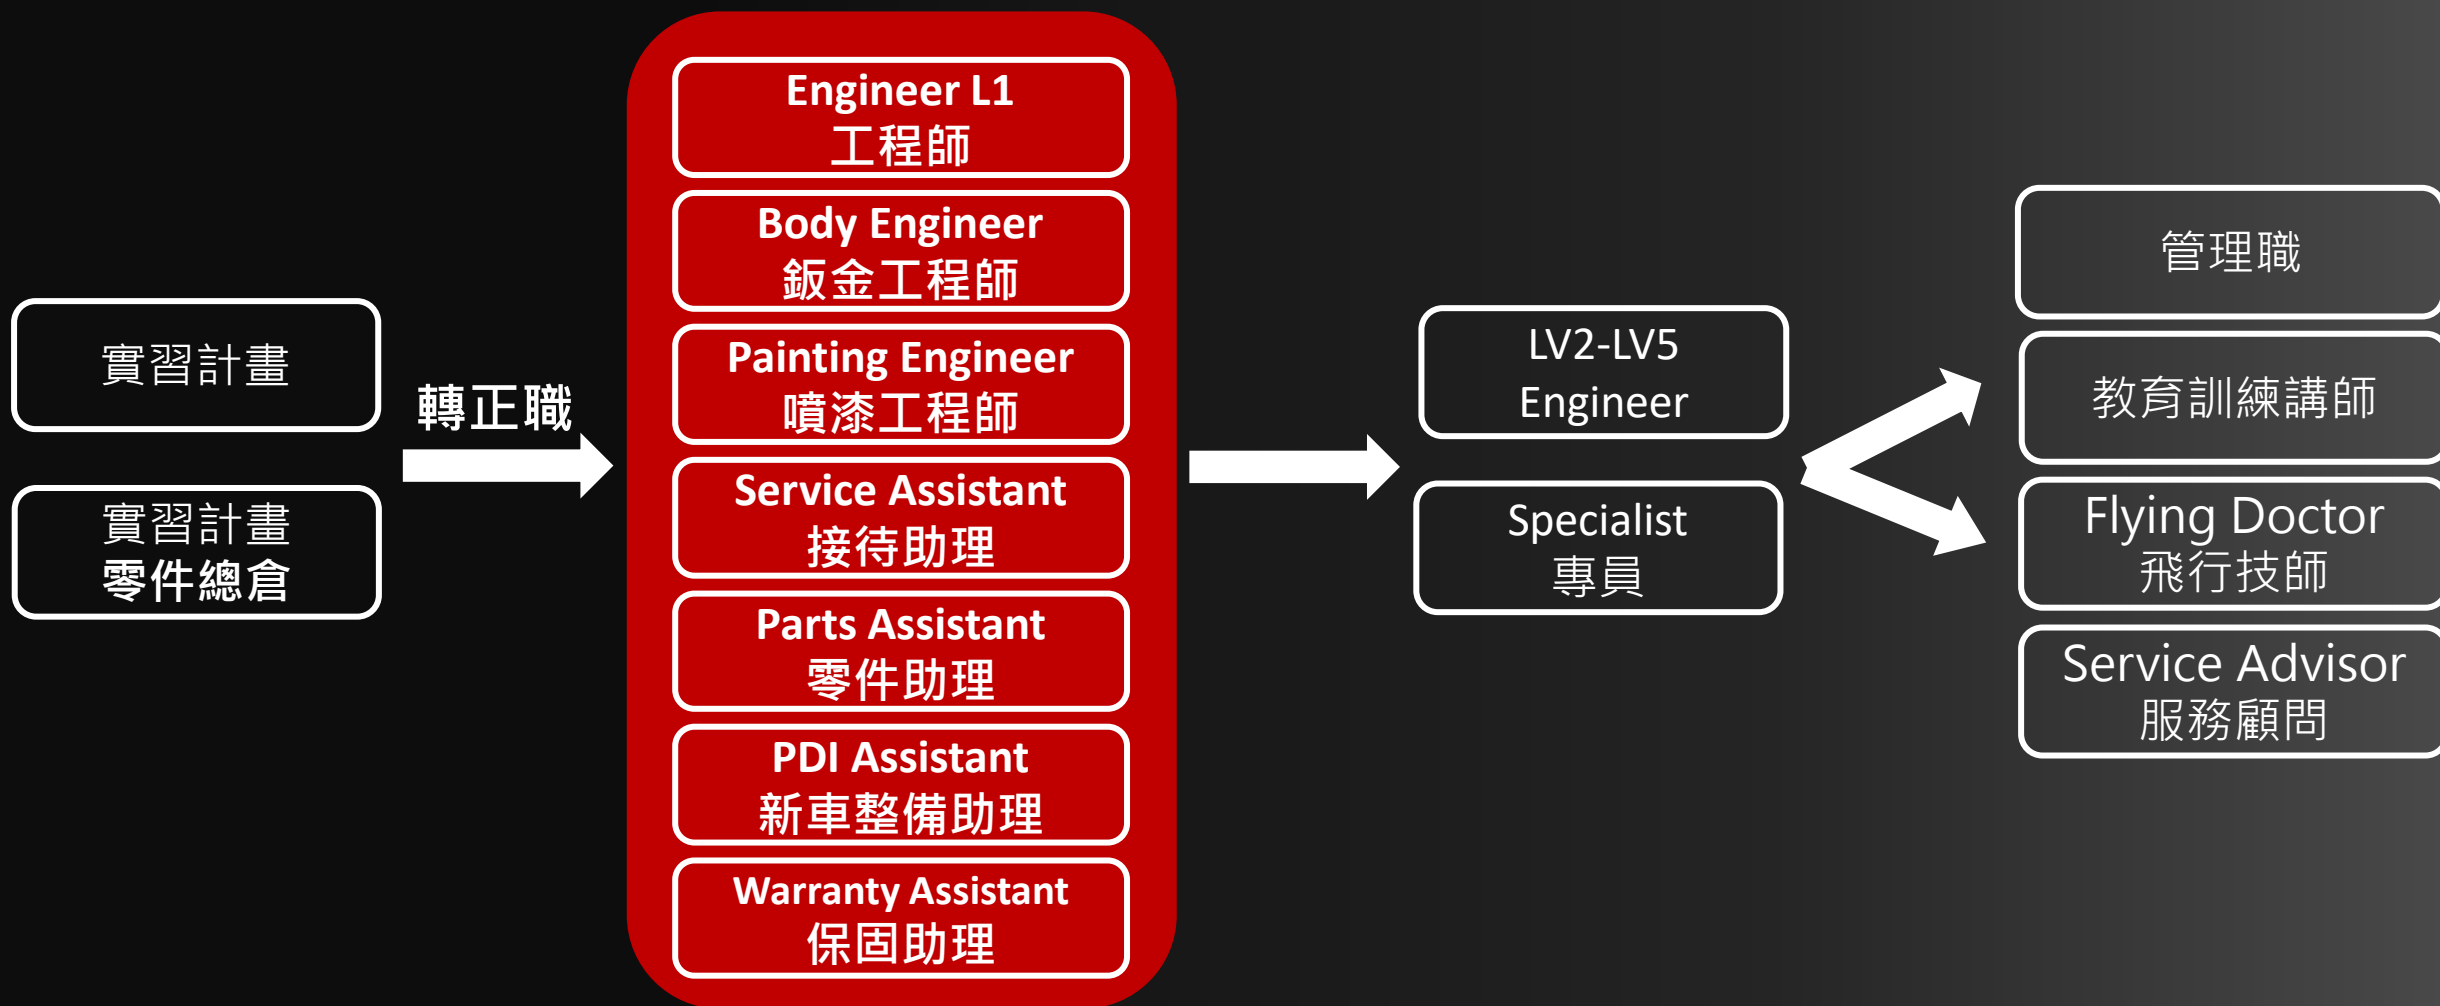 實習計畫
實習計畫
零件總倉
轉正職
Engineer L1
工程師
Body Engineer
鈑金工程師
Painting Engineer
噴漆工程師
Service Assistant
接待助理
Parts Assistant
零件助理
PDI Assistant
新車整備助理
Warranty Assistant
保固助理
LV2-LV5
Engineer
Specialist
專員
管理職
教育訓練講師
Flying Doctor
飛行技師
Service Advisor
服務顧問